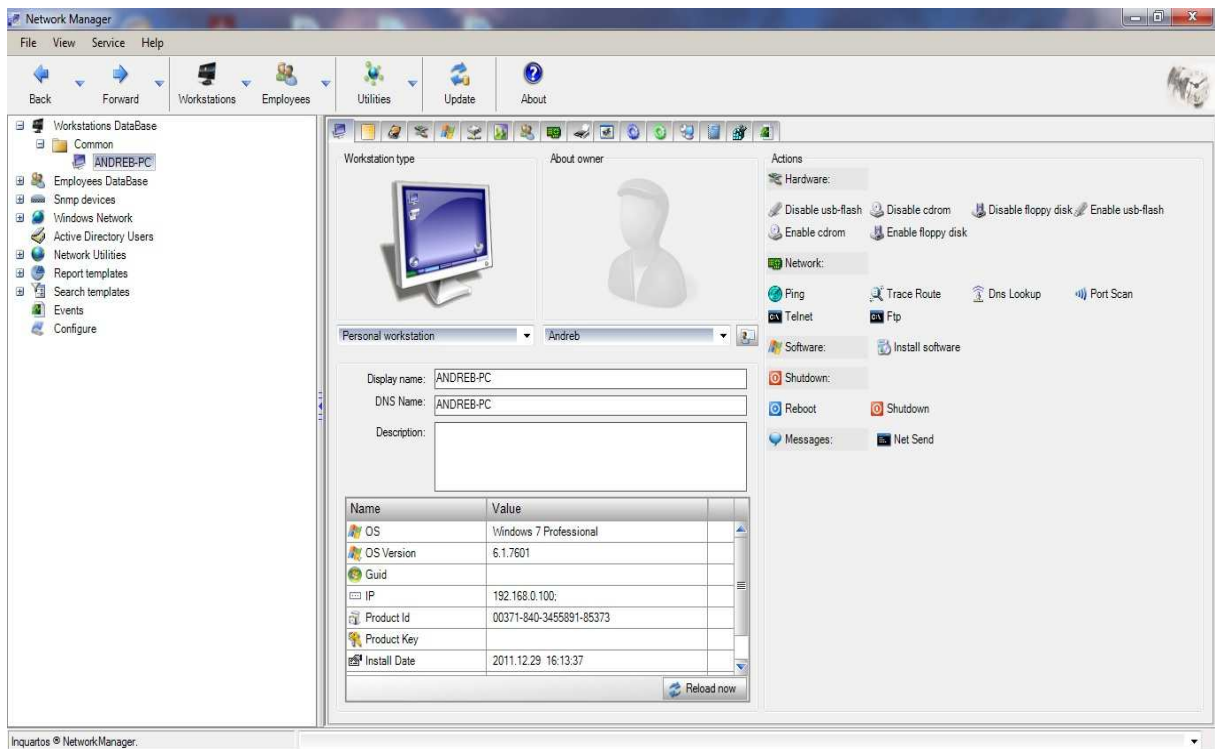 Network Manager
File View Service Help
Back Forward Workstations Employees Utilities Update About
Workstations DataBase
Common
ANDREB-PC
Employees DataBase
Snmp devices
Windows Network
Active Directory Users
Network Utilities
Report templates
Search templates
Events
Configure
Workstation type
About owner
Personal workstation
Andreb
Display name: ANDREB-PC
DNS Name: ANDREB-PC
Description:
Name Value
OS Windows 7 Professional
OS Version 6.1.7601
Guid
IP 192.168.0.100;
Product Id 00371-840-3455891-85373
Product Key
Install Date 2011.12.29 16:13:37
Reload now
Actions
Hardware:
Disable usb-flash Disable cdrom Disable floppy disk Enable usb-flash
Enable cdrom Enable floppy disk
Network:
Ping Trace Route Dns Lookup Port Scan
Telnet Ftp
Software: Install software
Shutdown:
Reboot Shutdown
Messages: Net Send
Inquartos ® NetworkManager.